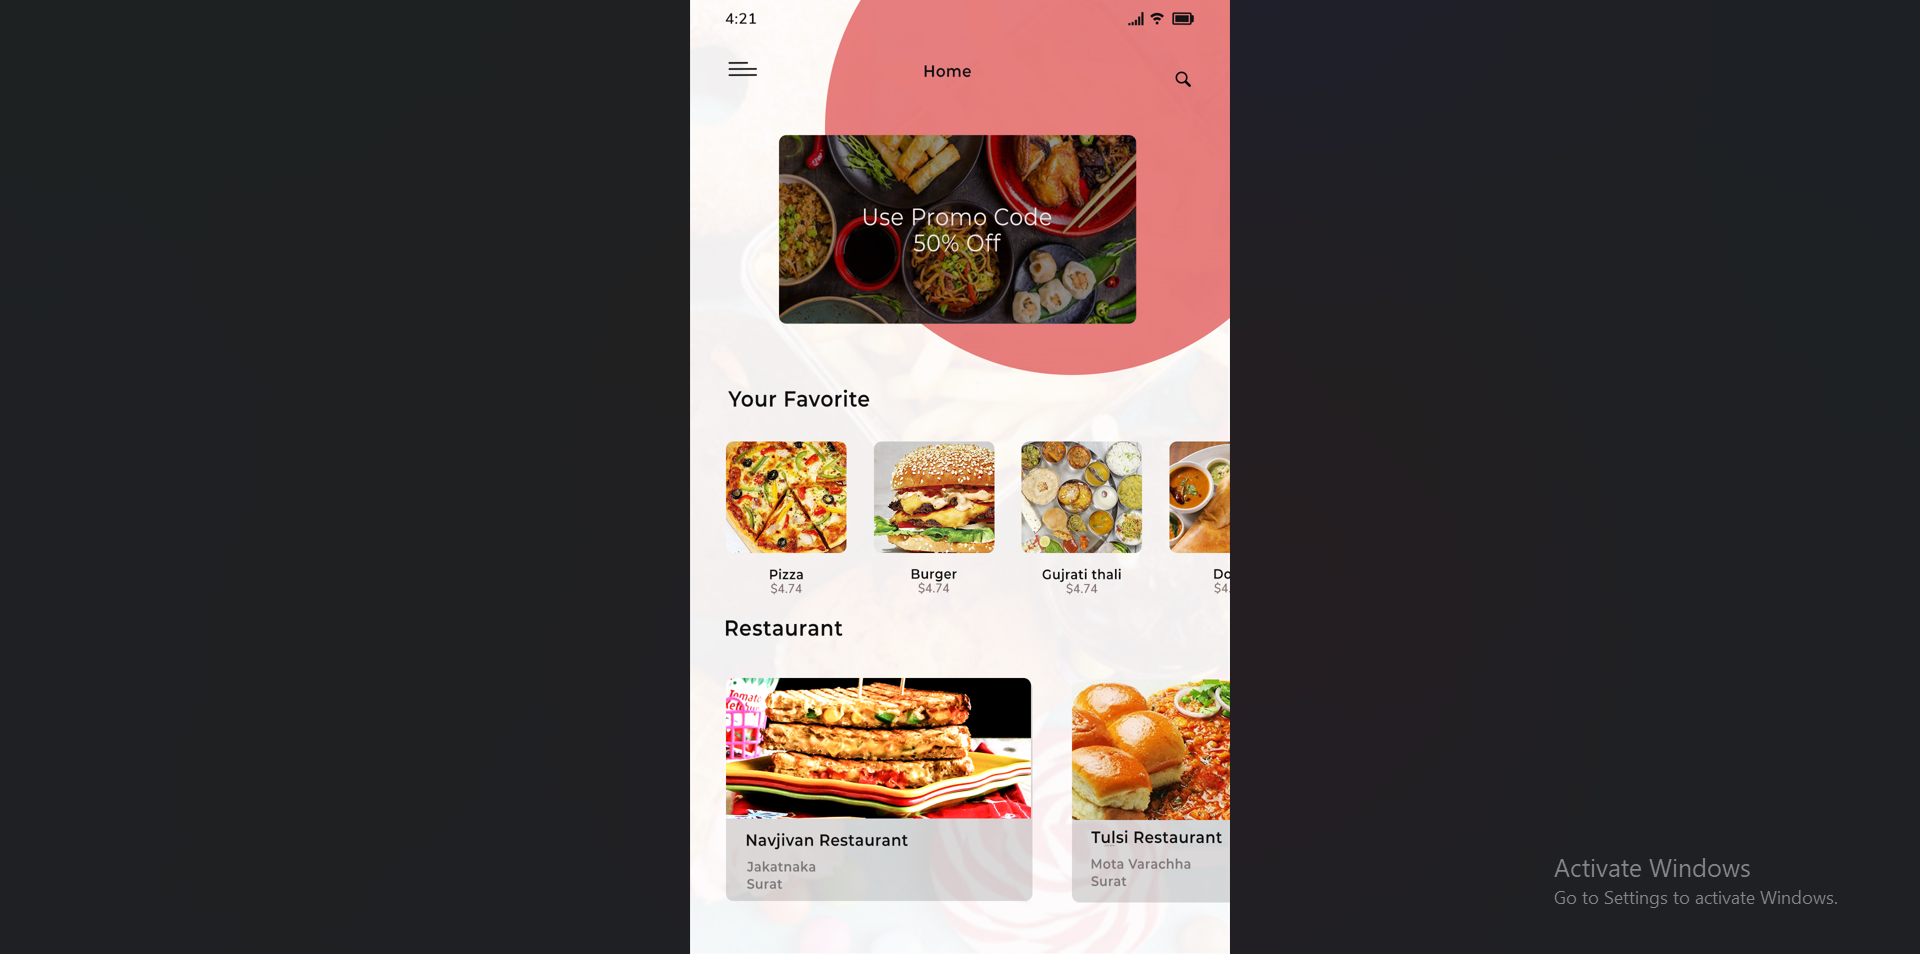 4:21
Home
Use Promo Code
50% Off
Your Favorite
Pizza
$4.74
Burger
$4.74
Gujrati thali
$4.74
Do
$4.
Restaurant
Tomato
Ketchup
Navjivan Restaurant
Jakatnaka
Surat
Tulsi Restaurant
Mota Varachha
Surat
Activate Windows
Go to Settings to activate Windows.